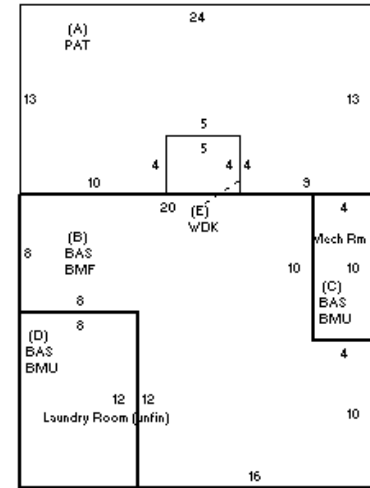 24
(A)
PAT
13
13
5
5
4
4 4
10
9
20
(E)
WDK
4
(B)
BAS
BMF
8
Mech Rm
10
10
(C)
BAS
BMU
8
8
(D)
BAS
BMU
4
12 12
10
Laundry Room (unfin)
16